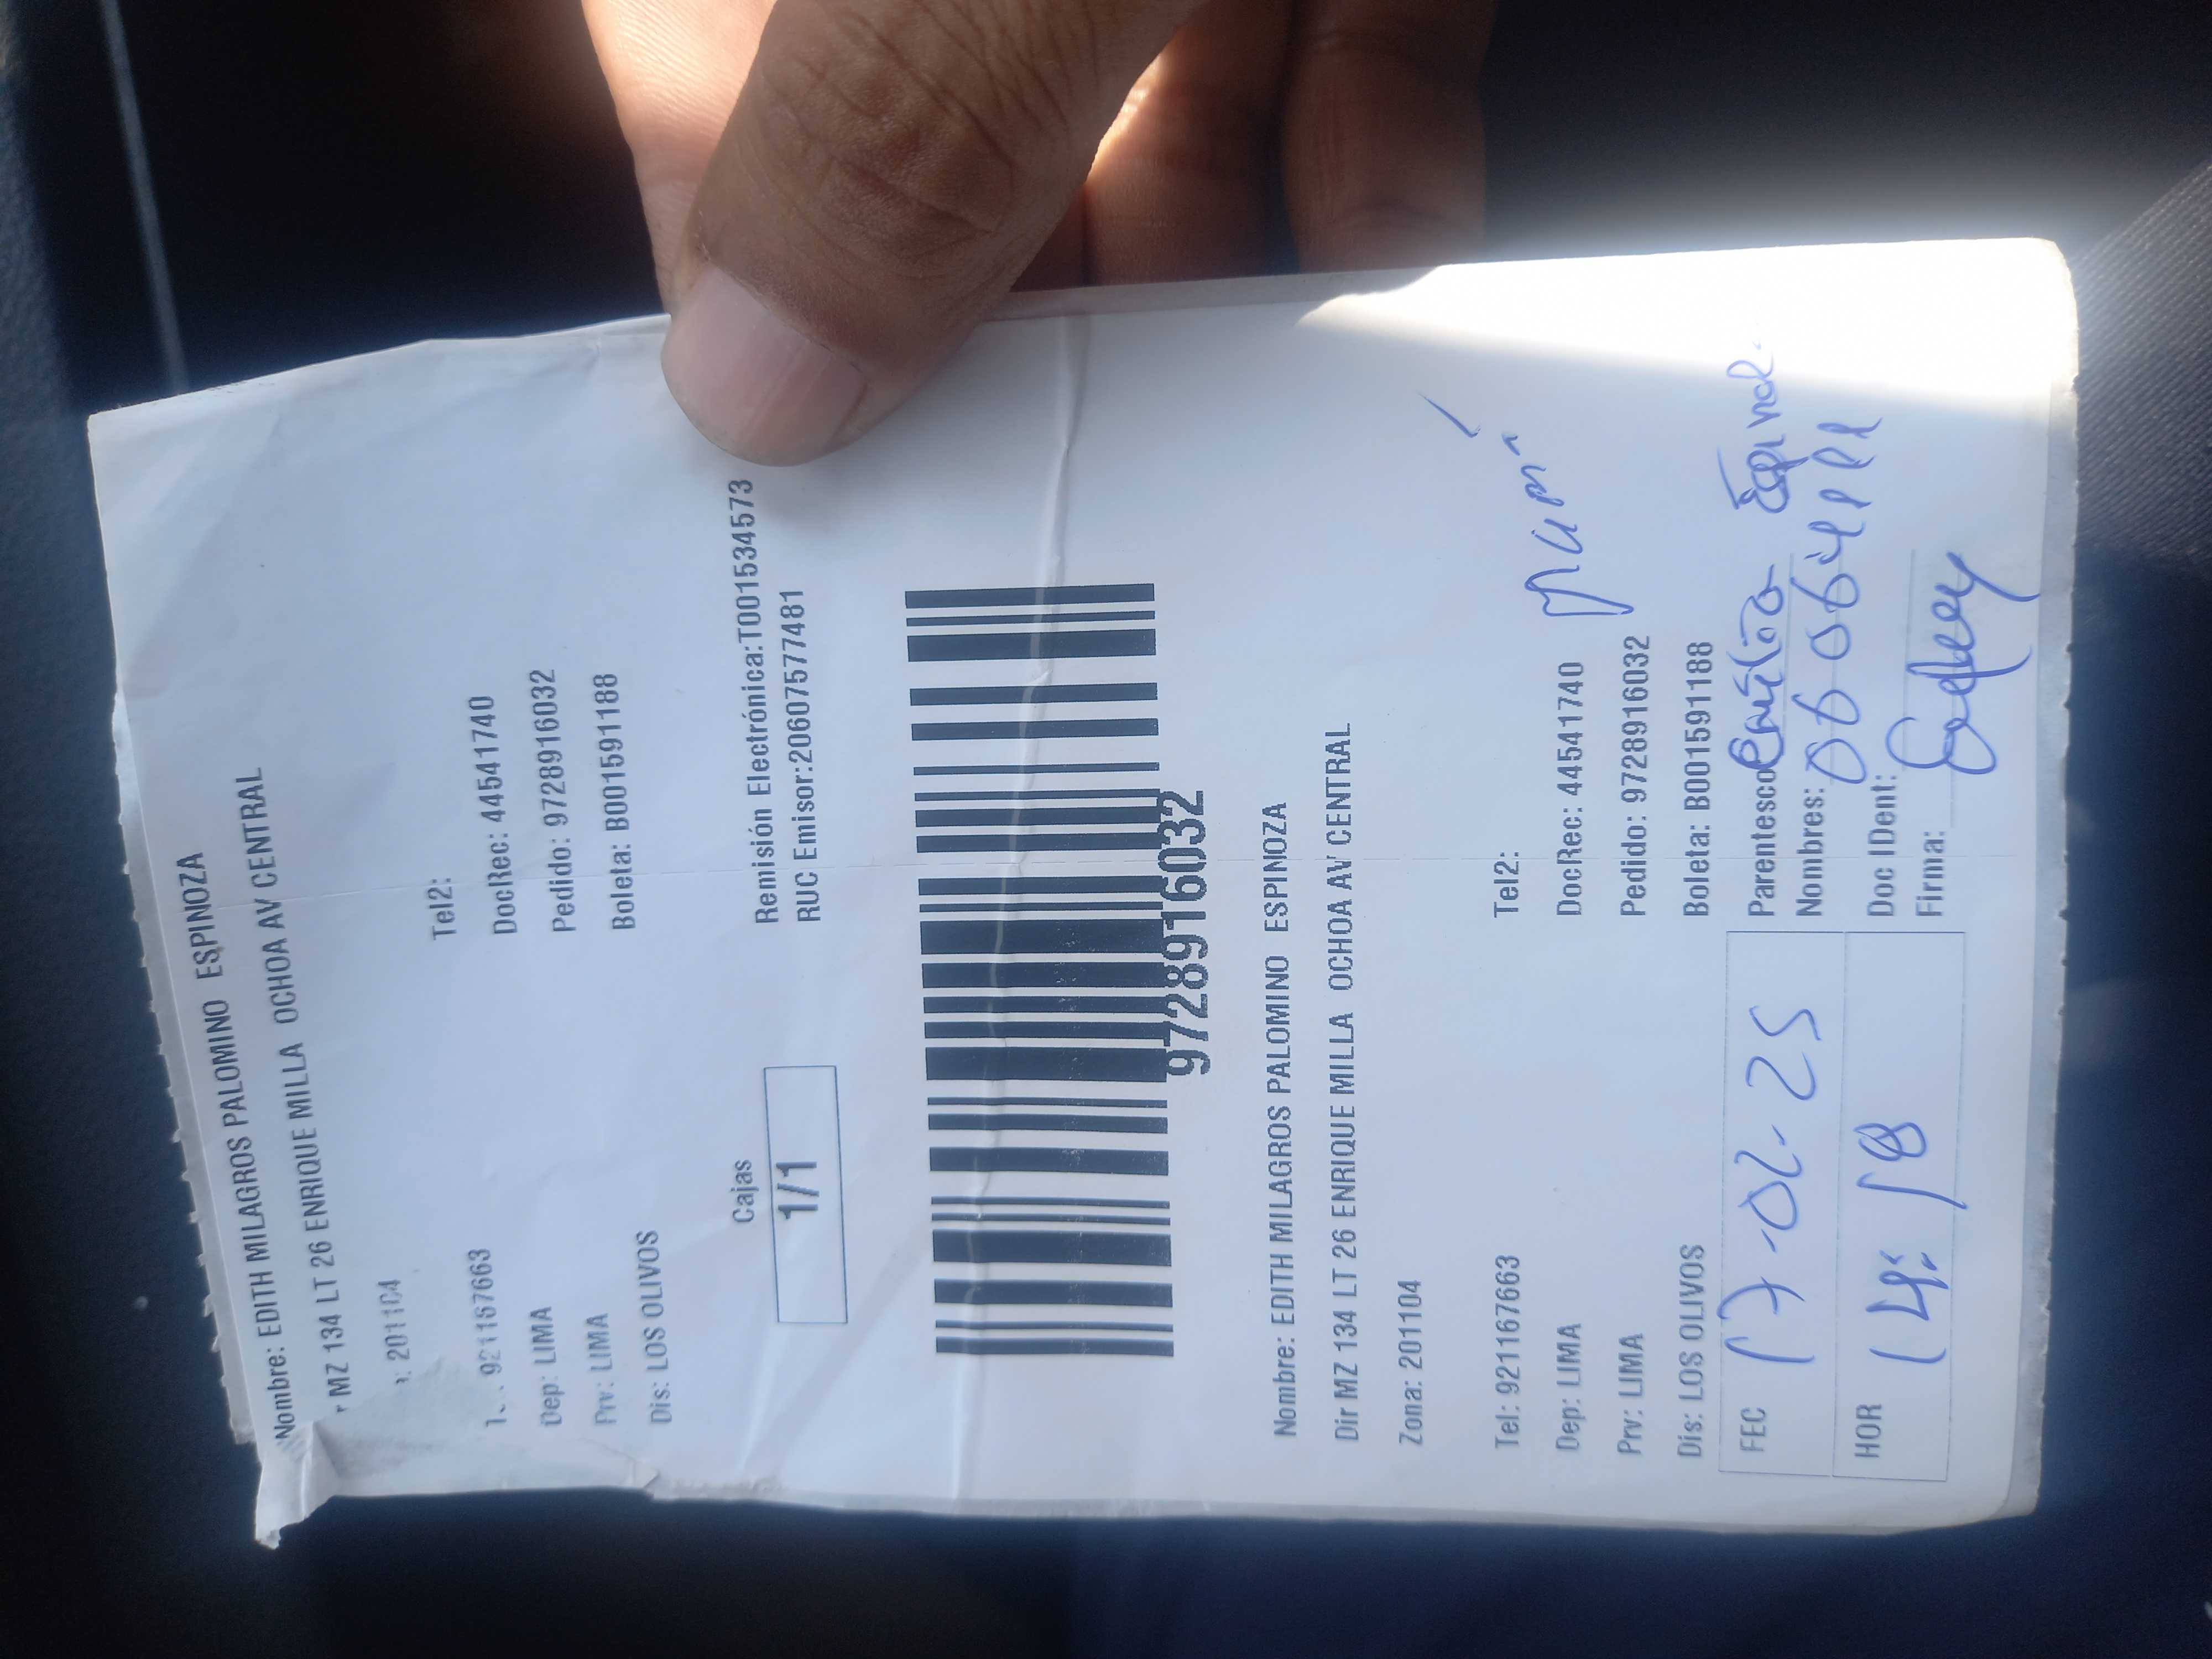 Nombre: EDITH MILAGROS PALOMINO ESPINOZA
MZ 134 LT 26 ENRIQUE MILLA OCHOA AV CENTRAL
: 201104
921167663 Tel2:
Dep: LIMA DocRec: 44541740
Prv: LIMA Pedido: 9728916032
Dis: LOS OLIVOS Boleta: B001591188
Cajas
1/1
Remisión Electrónica:T001534573
RUC Emisor:20607577481
9728916032
Nombre: EDITH MILAGROS PALOMINO ESPINOZA
Dir MZ 134 LT 26 ENRIQUE MILLA OCHOA AV CENTRAL
Zona: 201104
Tel: 921167663 Tel2:
Dep: LIMA DocRec: 44541740
Prv: LIMA Pedido: 9728916032
Dis: LOS OLIVOS Boleta: B001591188
FEC 17-02-25 Parentesco
Nombres:
HOR Doc IDent:
Firma: